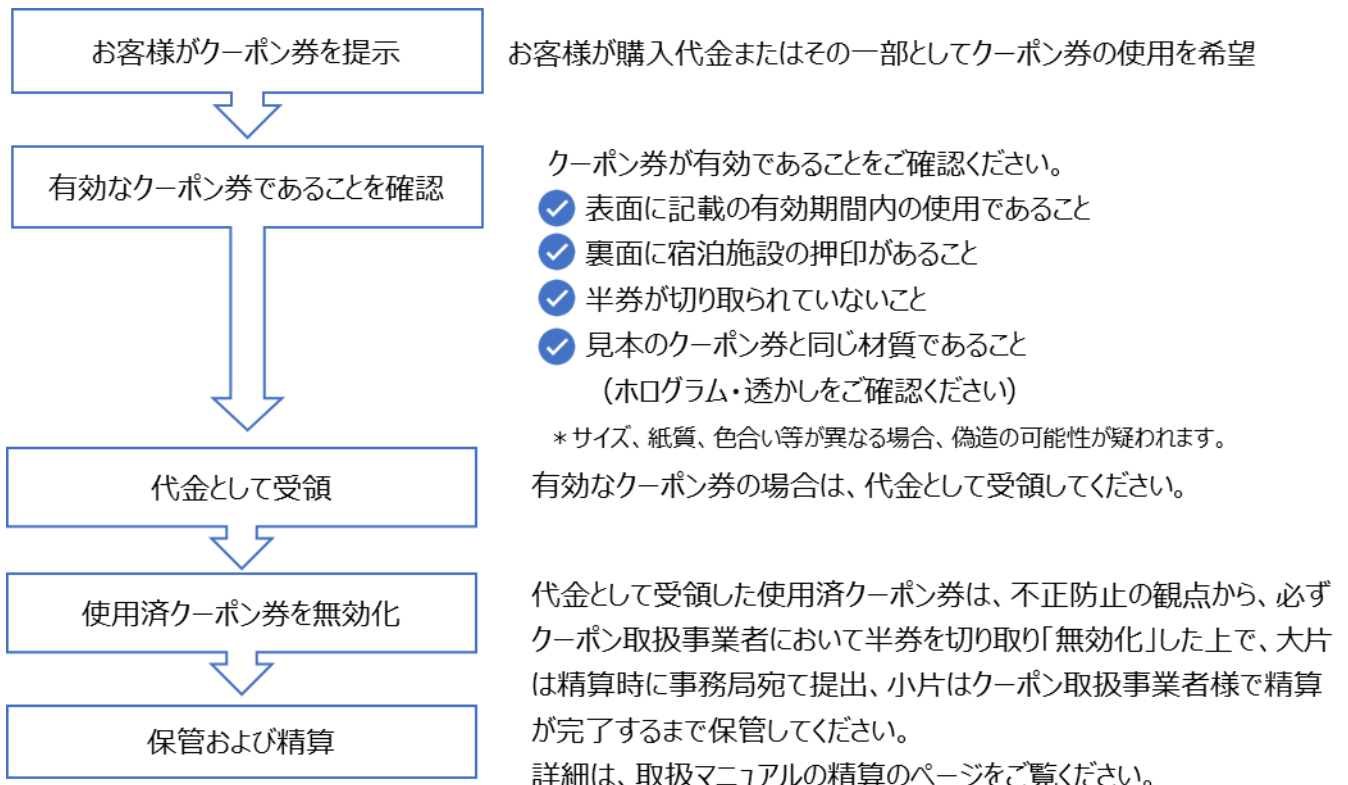 お客様がクーポン券を提示
お客様が購入代金またはその一部としてクーポン券の使用を希望
有効なクーポン券であることを確認
クーポン券が有効であることをご確認ください。
表面に記載の有効期間内の使用であること
裏面に宿泊施設の押印があること
半券が切り取られていないこと
見本のクーポン券と同じ材質であること
（ホログラム・透かしをご確認ください）
＊サイズ、紙質、色合い等が異なる場合、偽造の可能性が疑われます。
代金として受領
有効なクーポン券の場合は、代金として受領してください。
使用済クーポン券を無効化
代金として受領した使用済クーポン券は、不正防止の観点から、必ず
クーポン取扱事業者において半券を切り取り「無効化」した上で、大片
は精算時に事務局宛て提出、小片はクーポン取扱事業者様で精算
が完了するまで保管してください。
保管および精算
詳細は、取扱マニュアルの精算のページをご覧ください。